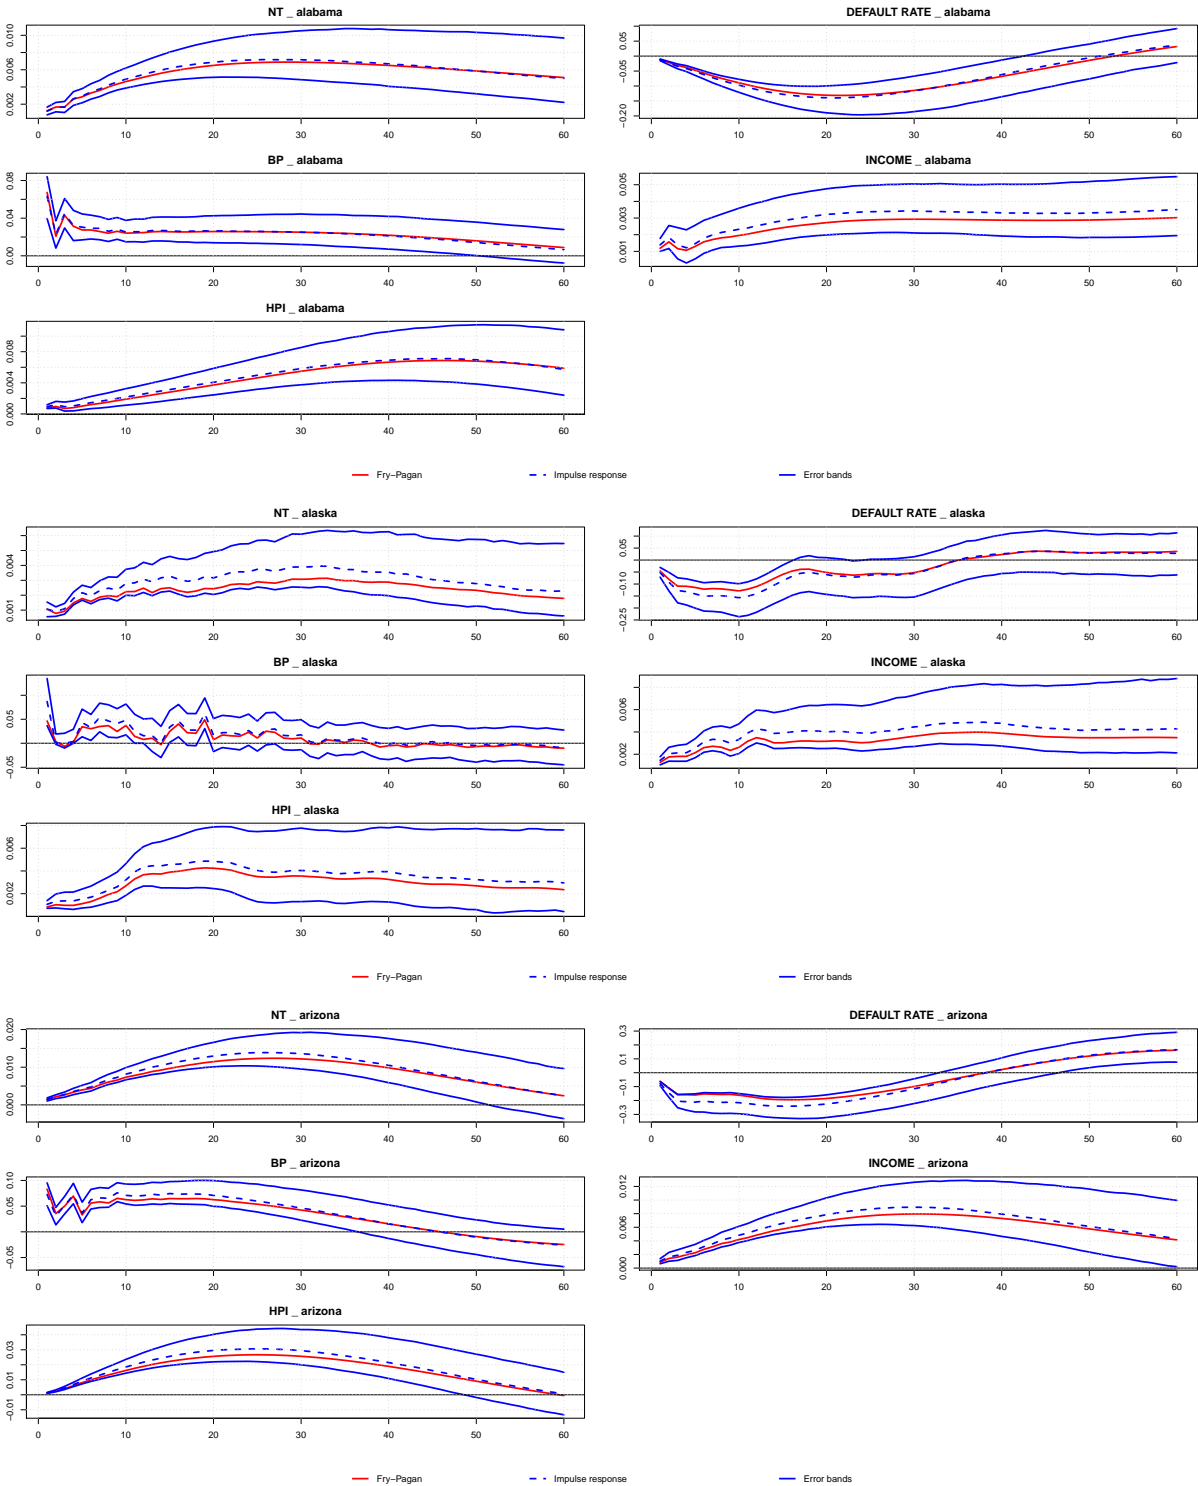 NT _ alabama
0.002 0.006 0.010
0 10 20 30 40 50 60
DEFAULT RATE _ alabama
−0.20 −0.05 0.05
0 10 20 30 40 50 60
BP _ alabama
0.00 0.04 0.08
0 10 20 30 40 50 60
INCOME _ alabama
0.001 0.003 0.005
0 10 20 30 40 50 60
HPI _ alabama
0.000 0.004 0.008
0 10 20 30 40 50 60
Fry−Pagan Impulse response Error bands
NT _ alaska
0.001 0.004
0 10 20 30 40 50 60
DEFAULT RATE _ alaska
−0.25 −0.10 0.05
0 10 20 30 40 50 60
BP _ alaska
−0.05 0.05
0 10 20 30 40 50 60
INCOME _ alaska
0.002 0.006
0 10 20 30 40 50 60
HPI _ alaska
0.002 0.006
0 10 20 30 40 50 60
Fry−Pagan Impulse response Error bands
NT _ arizona
0.000 0.010 0.020
0 10 20 30 40 50 60
DEFAULT RATE _ arizona
−0.3 −0.1 0.1 0.3
0 10 20 30 40 50 60
BP _ arizona
−0.05 0.05 0.10
0 10 20 30 40 50 60
INCOME _ arizona
0.000 0.006 0.012
0 10 20 30 40 50 60
HPI _ arizona
−0.01 0.01 0.03
0 10 20 30 40 50 60
Fry−Pagan Impulse response Error bands